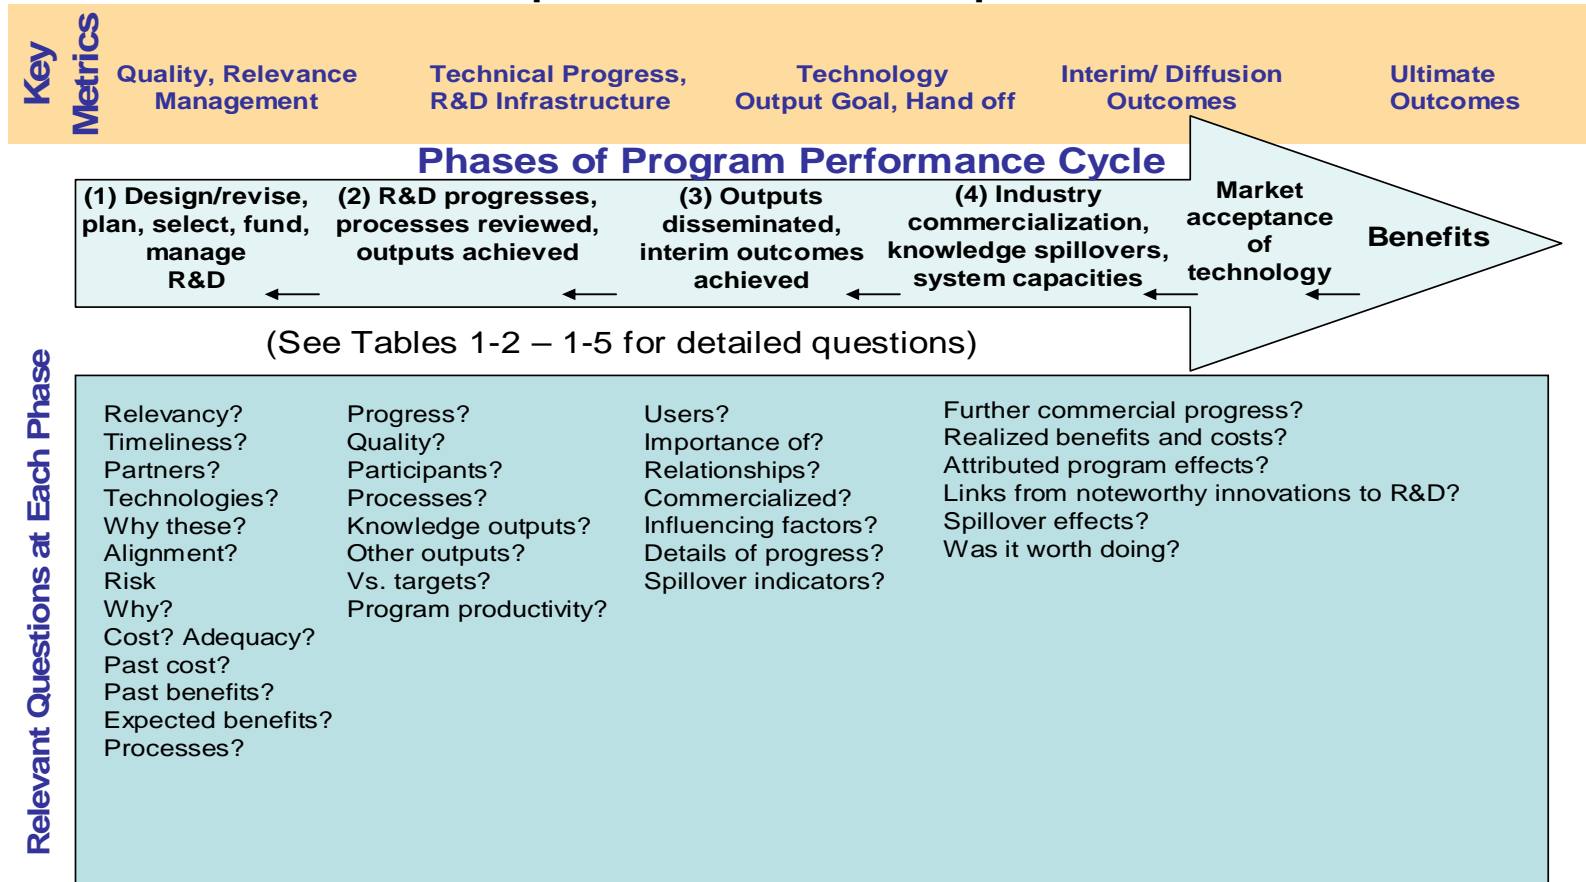 Key
Metrics
Quality, Relevance
Management
Technical Progress,
R&D Infrastructure
Technology
Output Goal, Hand off
Interim/ Diffusion
Outcomes
Ultimate
Outcomes
Phases of Program Performance Cycle
(1) Design/revise,
plan, select, fund,
manage
R&D
(2) R&D progresses,
processes reviewed,
outputs achieved
(3) Outputs
disseminated,
interim outcomes
achieved
(4) Industry
commercialization,
knowledge spillovers,
system capacities
Market
acceptance
of
technology
Benefits
(See Tables 1-2 – 1-5 for detailed questions)
Relevant Questions at Each Phase
Relevancy?
Timeliness?
Partners?
Technologies?
Why these?
Alignment?
Risk
Why?
Cost? Adequacy?
Past cost?
Past benefits?
Expected benefits?
Processes?
Progress?
Quality?
Participants?
Processes?
Knowledge outputs?
Other outputs?
Vs. targets?
Program productivity?
Users?
Importance of?
Relationships?
Commercialized?
Influencing factors?
Details of progress?
Spillover indicators?
Further commercial progress?
Realized benefits and costs?
Attributed program effects?
Links from noteworthy innovations to R&D?
Spillover effects?
Was it worth doing?